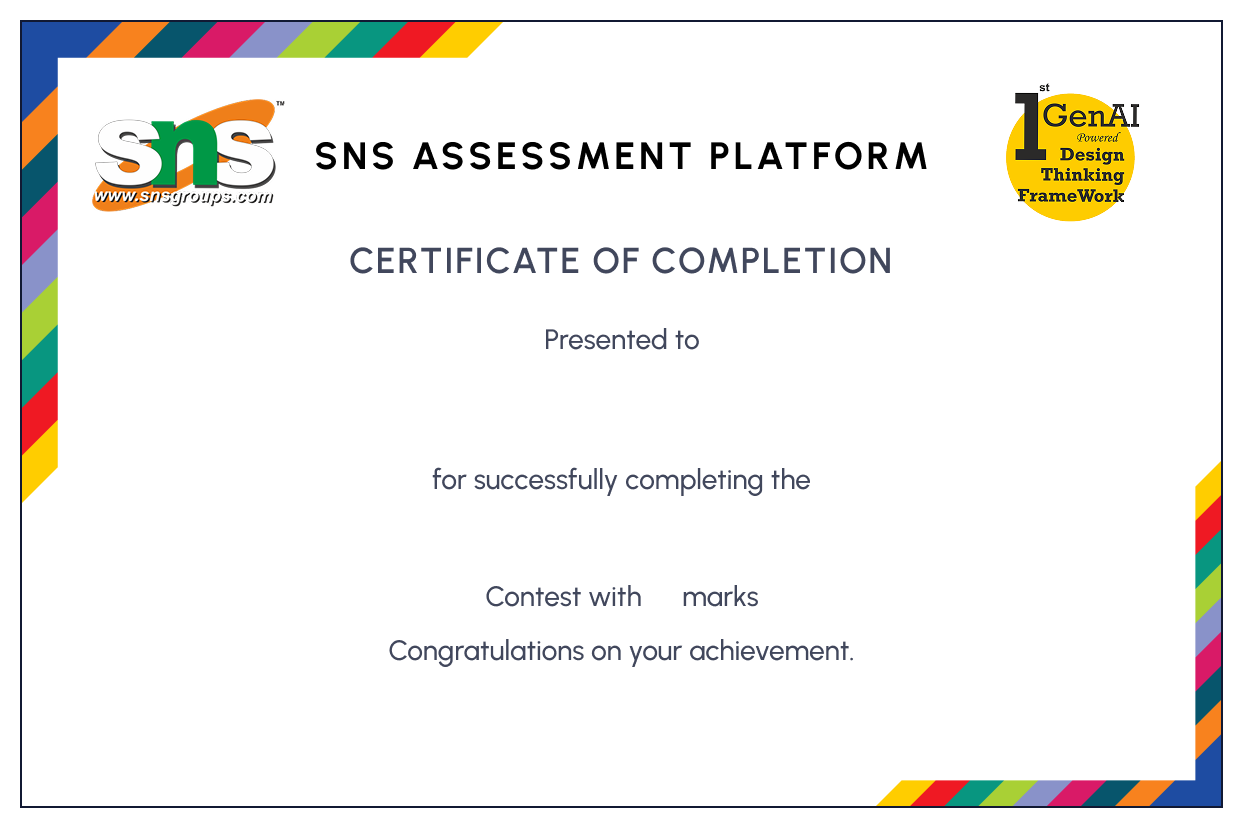 sns ™
www.snsgroups.com
SNS ASSESSMENT PLATFORM
1st
GenAI
Powered
Design
Thinking
FrameWork
CERTIFICATE OF COMPLETION
Presented to
for successfully completing the
Contest with marks
Congratulations on your achievement.